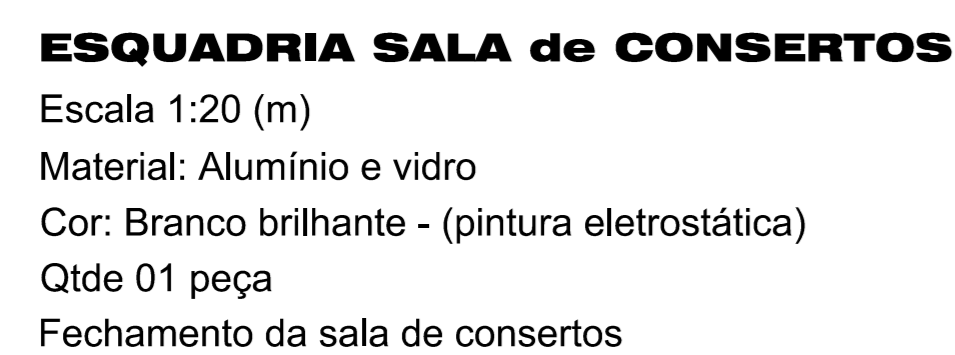 ESQUADRIA SALA de CONSERTOS
Escala 1:20 (m)
Material: Alumínio e vidro
Cor: Branco brilhante - (pintura eletrostática)
Qtde 01 peça
Fechamento da sala de consertos